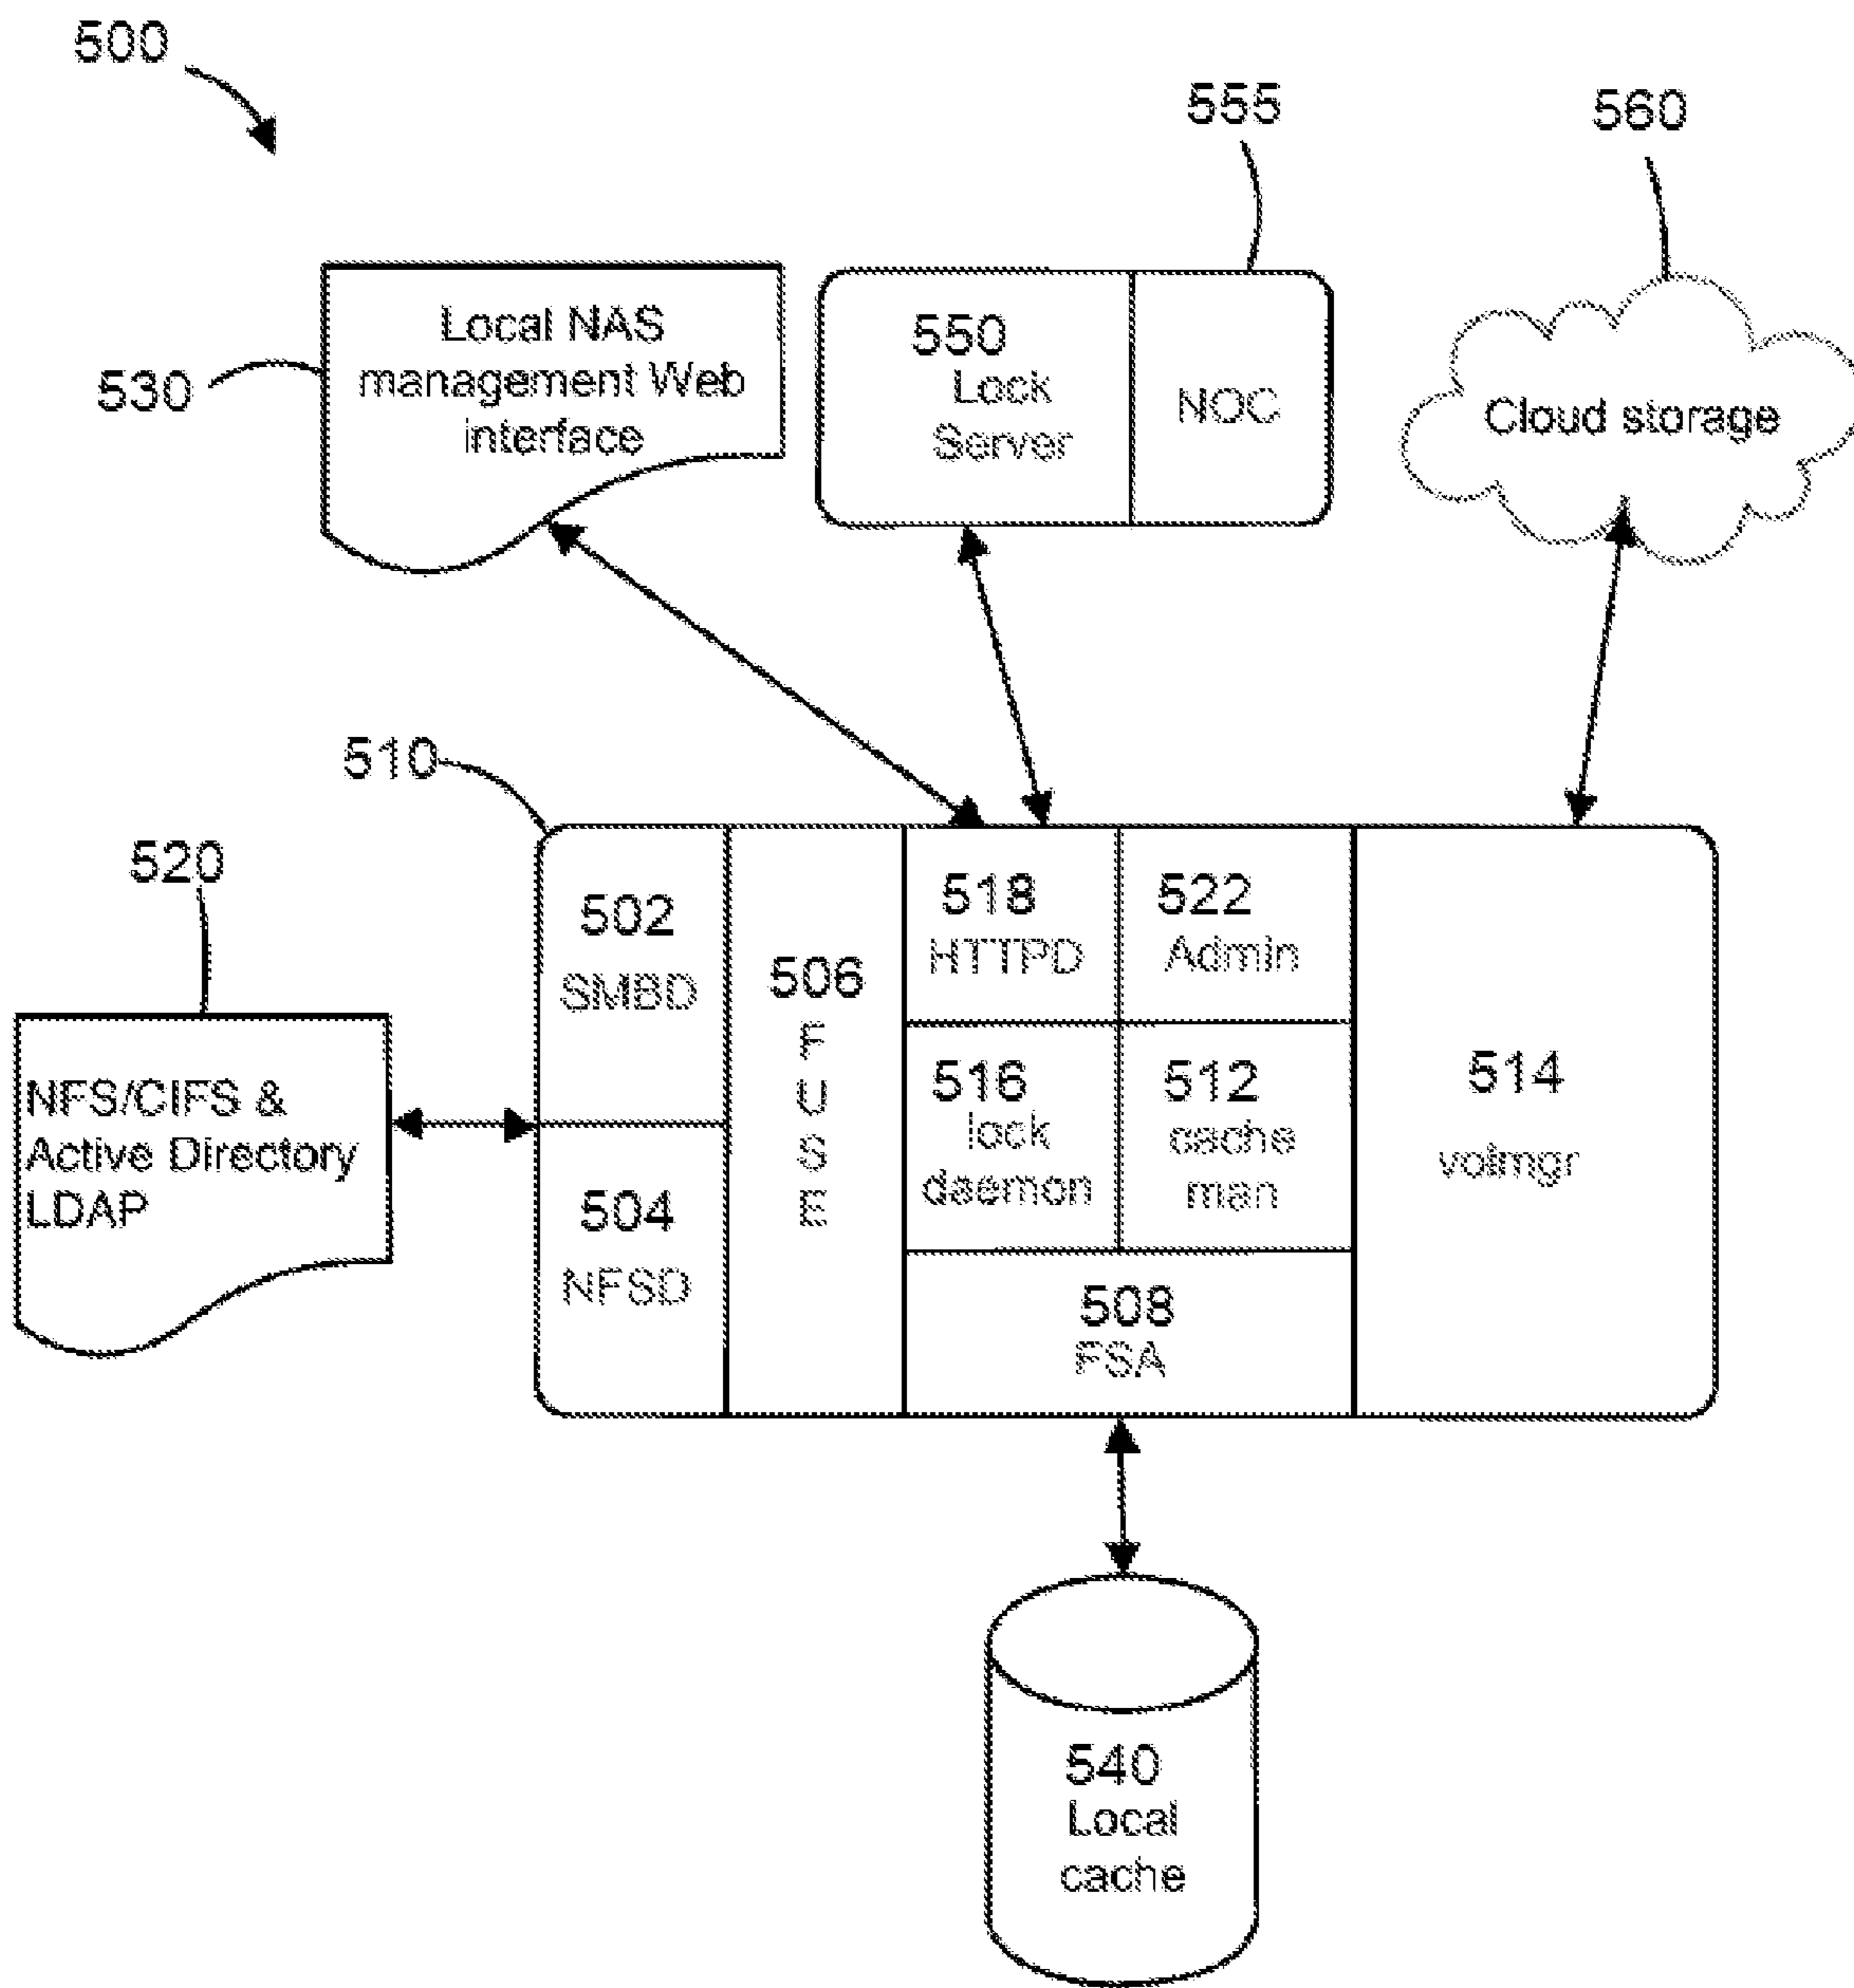 500
555
560
Local NAS
management Web
interface
530
550
Lock
Server
NOC
Cloud storage
510
520
502
SMBD
506
F
U
S
E
518
HTTPD
522
Admin
516
lock
daemon
512
cache
man
514
volmgr
NFS/CIFS &
Active Directory
LDAP
504
NFSD
508
FSA
540
Local
cache